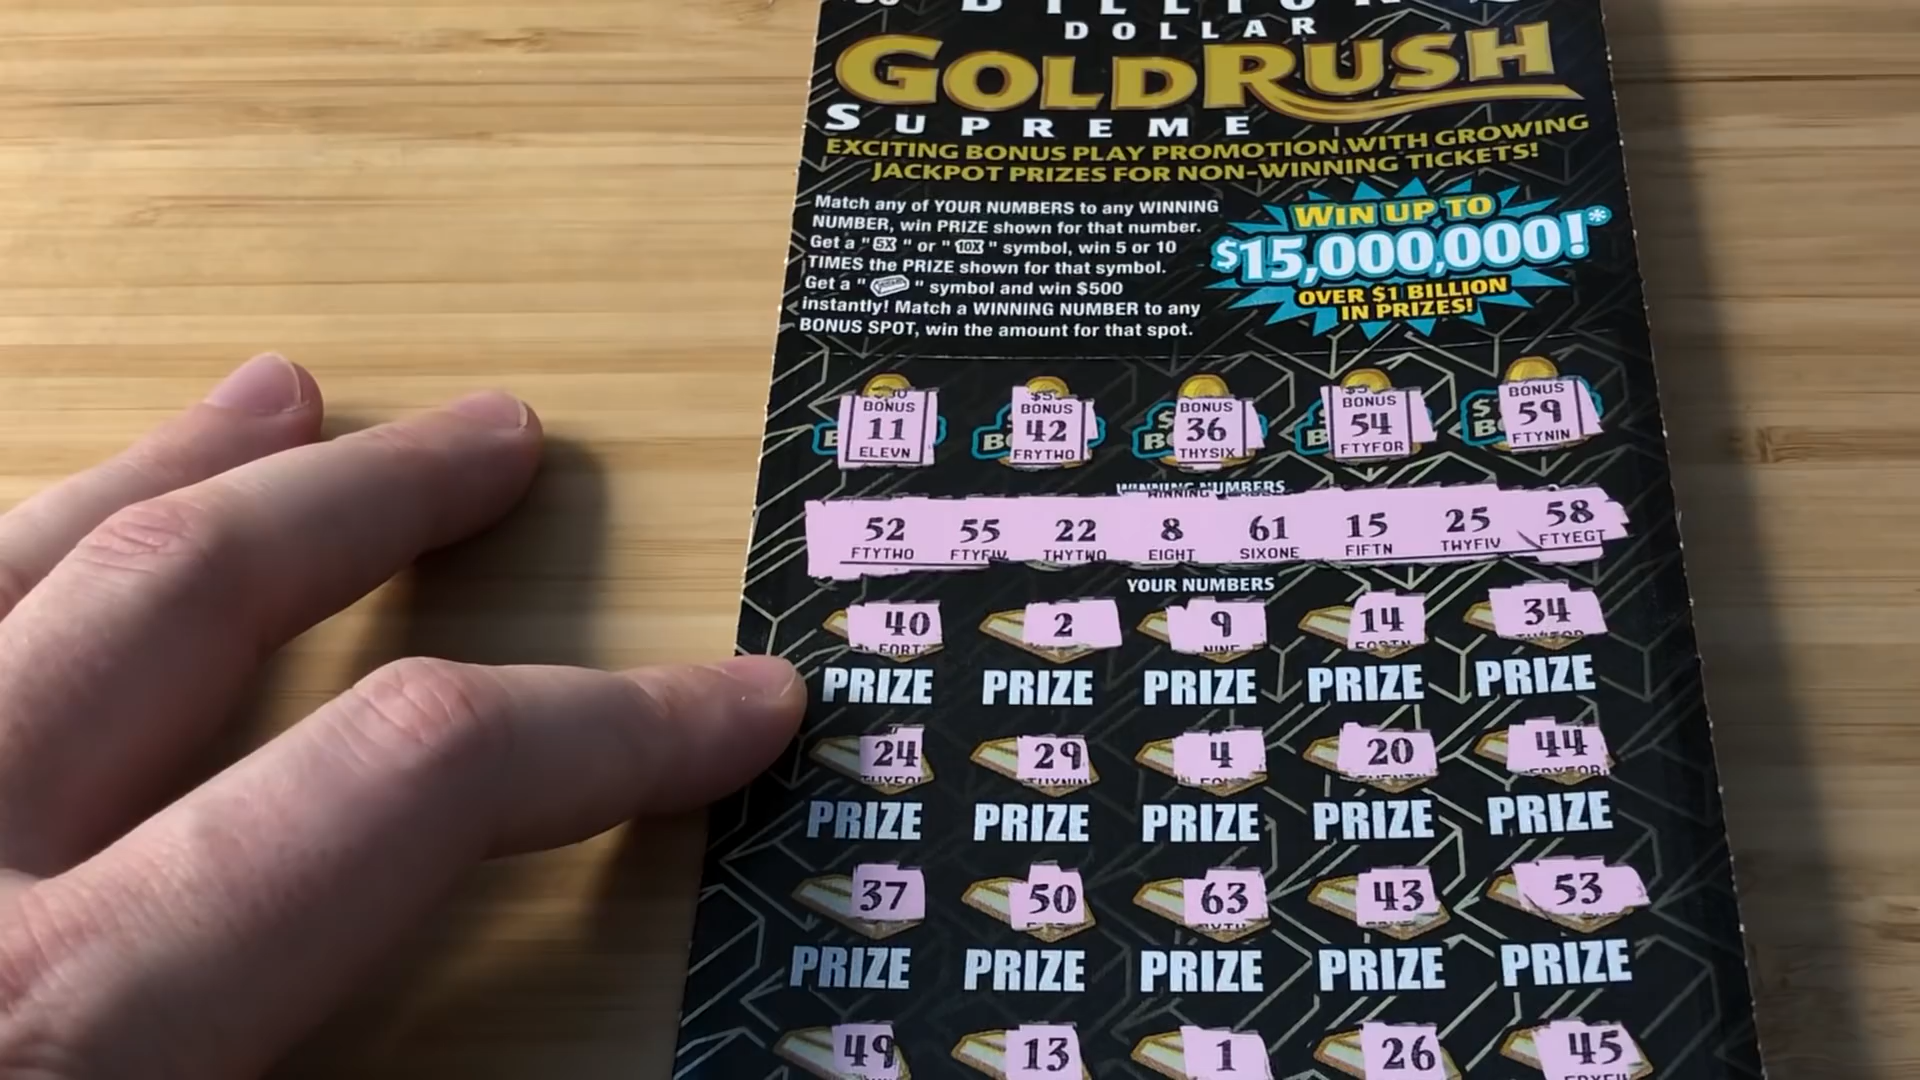 BILLION
DOLLAR
GOLDRUSH
SUPREME
EXCITING BONUS PLAY PROMOTION WITH GROWING
JACKPOT PRIZES FOR NON-WINNING TICKETS!
Match any of YOUR NUMBERS to any WINNING
NUMBER, win PRIZE shown for that number.
Get a "5X" or "10X" symbol, win 5 or 10
TIMES the PRIZE shown for that symbol.
Get a " " symbol and win $500
instantly! Match a WINNING NUMBER to any
BONUS SPOT, win the amount for that spot.
WIN UP TO
$15,000,000!*
OVER $1 BILLION
IN PRIZES!
BONUS BONUS BONUS BONUS BONUS
11 42 36 54 59
ELEVN FRYTWO THYSIX FTYFOR FTYNIN
WINNING NUMBERS
WINNING
52 55 22 8 61 15 25 58
FTYTWO FTYFIV TWYTWO EIGHT SIXONE FIFTN TWYFIV FTYEGT
YOUR NUMBERS
40 2 9 14 34
NINE
PRIZE PRIZE PRIZE PRIZE PRIZE
24 29 4 20 44
PRIZE PRIZE PRIZE PRIZE PRIZE
37 50 63 43 53
PRIZE PRIZE PRIZE PRIZE PRIZE
49 13 1 26 45